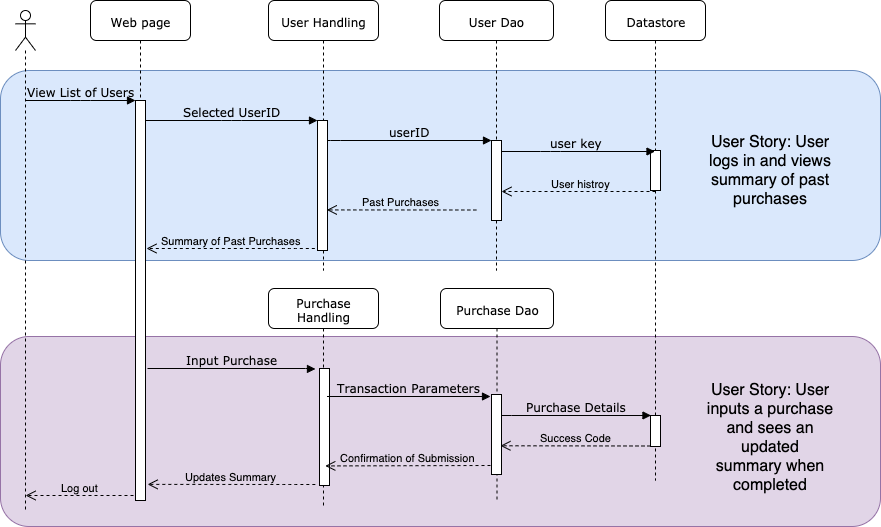 Web page
User Handling
User Dao
Datastore
View List of Users
Selected UserID
userID
user key
User histroy
Past Purchases
Summary of Past Purchases
User Story: User
logs in and views
summary of past
purchases
Purchase
Handling
Purchase Dao
Input Purchase
Transaction Parameters
Purchase Details
Success Code
Confirmation of Submission
Updates Summary
Log out
User Story: User
inputs a purchase
and sees an
updated
summary when
completed